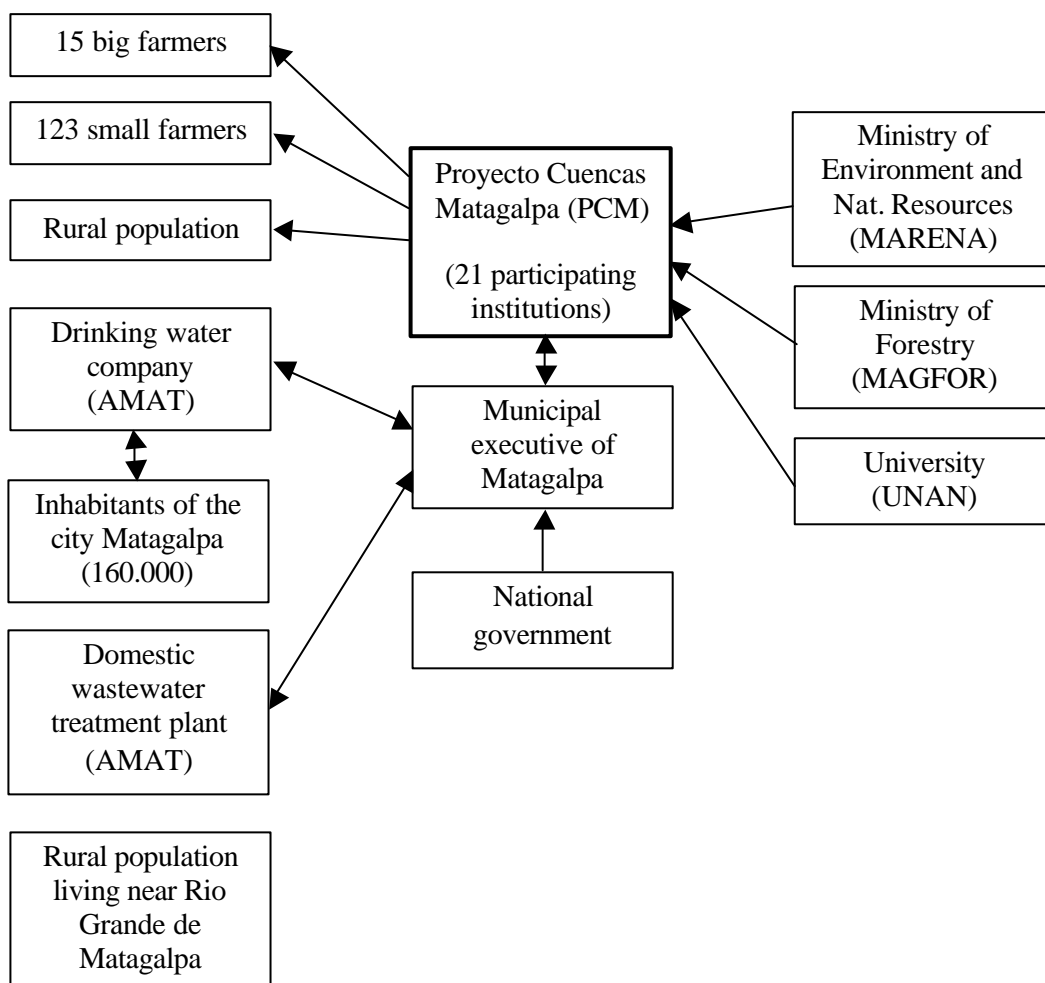 15 big farmers
123 small farmers
Rural population
Drinking water
company
(AMAT)
Inhabitants of the
city Matagalpa
(160.000)
Domestic
wastewater
treatment plant
(AMAT)
Rural population
living near Rio
Grande de
Matagalpa
Proyecto Cuencas
Matagalpa (PCM)
(21 participating
institutions)
Municipal
executive of
Matagalpa
National
government
Ministry of
Environment and
Nat. Resources
(MARENA)
Ministry of
Forestry
(MAGFOR)
University
(UNAN)